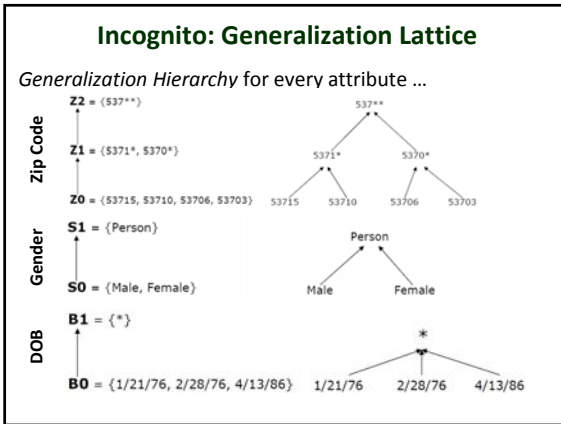 Incognito: Generalization Lattice
Generalization Hierarchy for every attribute …
Zip Code
Z2 = {537**}
537**
Z1 = {5371*, 5370*}
5371* 5370*
Z0 = {53715, 53710, 53706, 53703}
53715 53710 53706 53703
Gender
S1 = {Person}
Person
S0 = {Male, Female}
Male Female
DOB
B1 = {*}
*
B0 = {1/21/76, 2/28/76, 4/13/86}
1/21/76 2/28/76 4/13/86